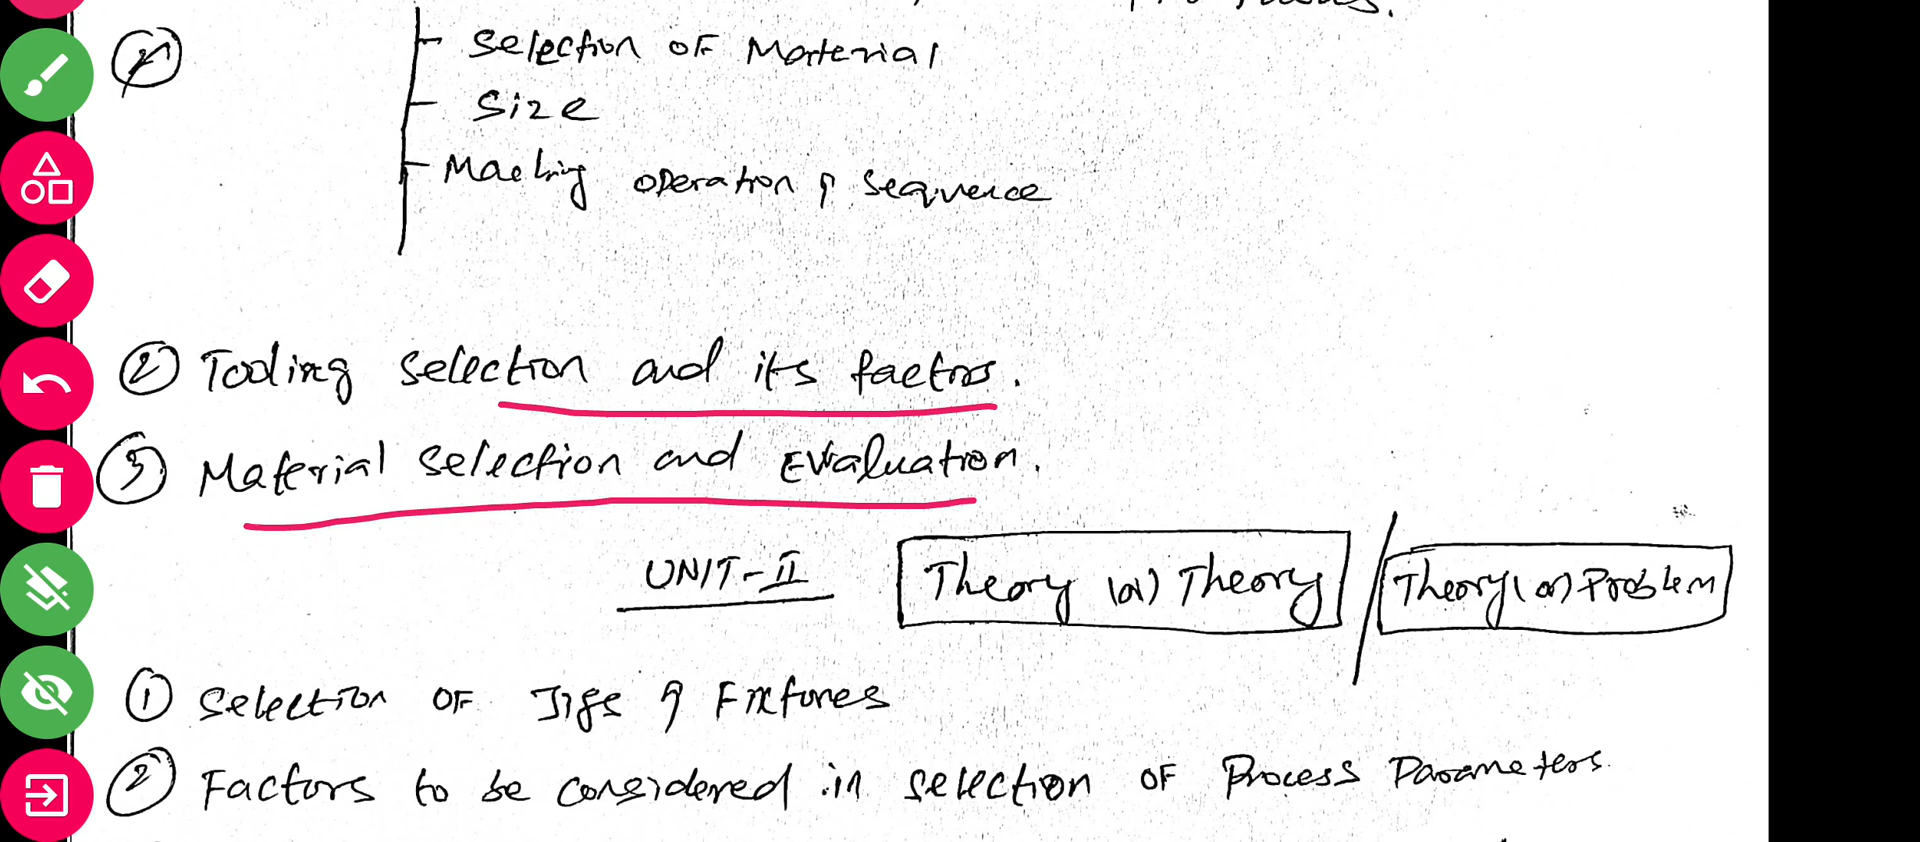 Selection OF Material
Size
Maching operation & Sequence
② Tooling Selection and its factors.
③ Material Selection and Evaluation.
UNIT-II Theory (or) Theory / Theory (or) Problem
① Selection OF Jigs & Fixtures
② Factors to be considered in selection OF Process Parameters.